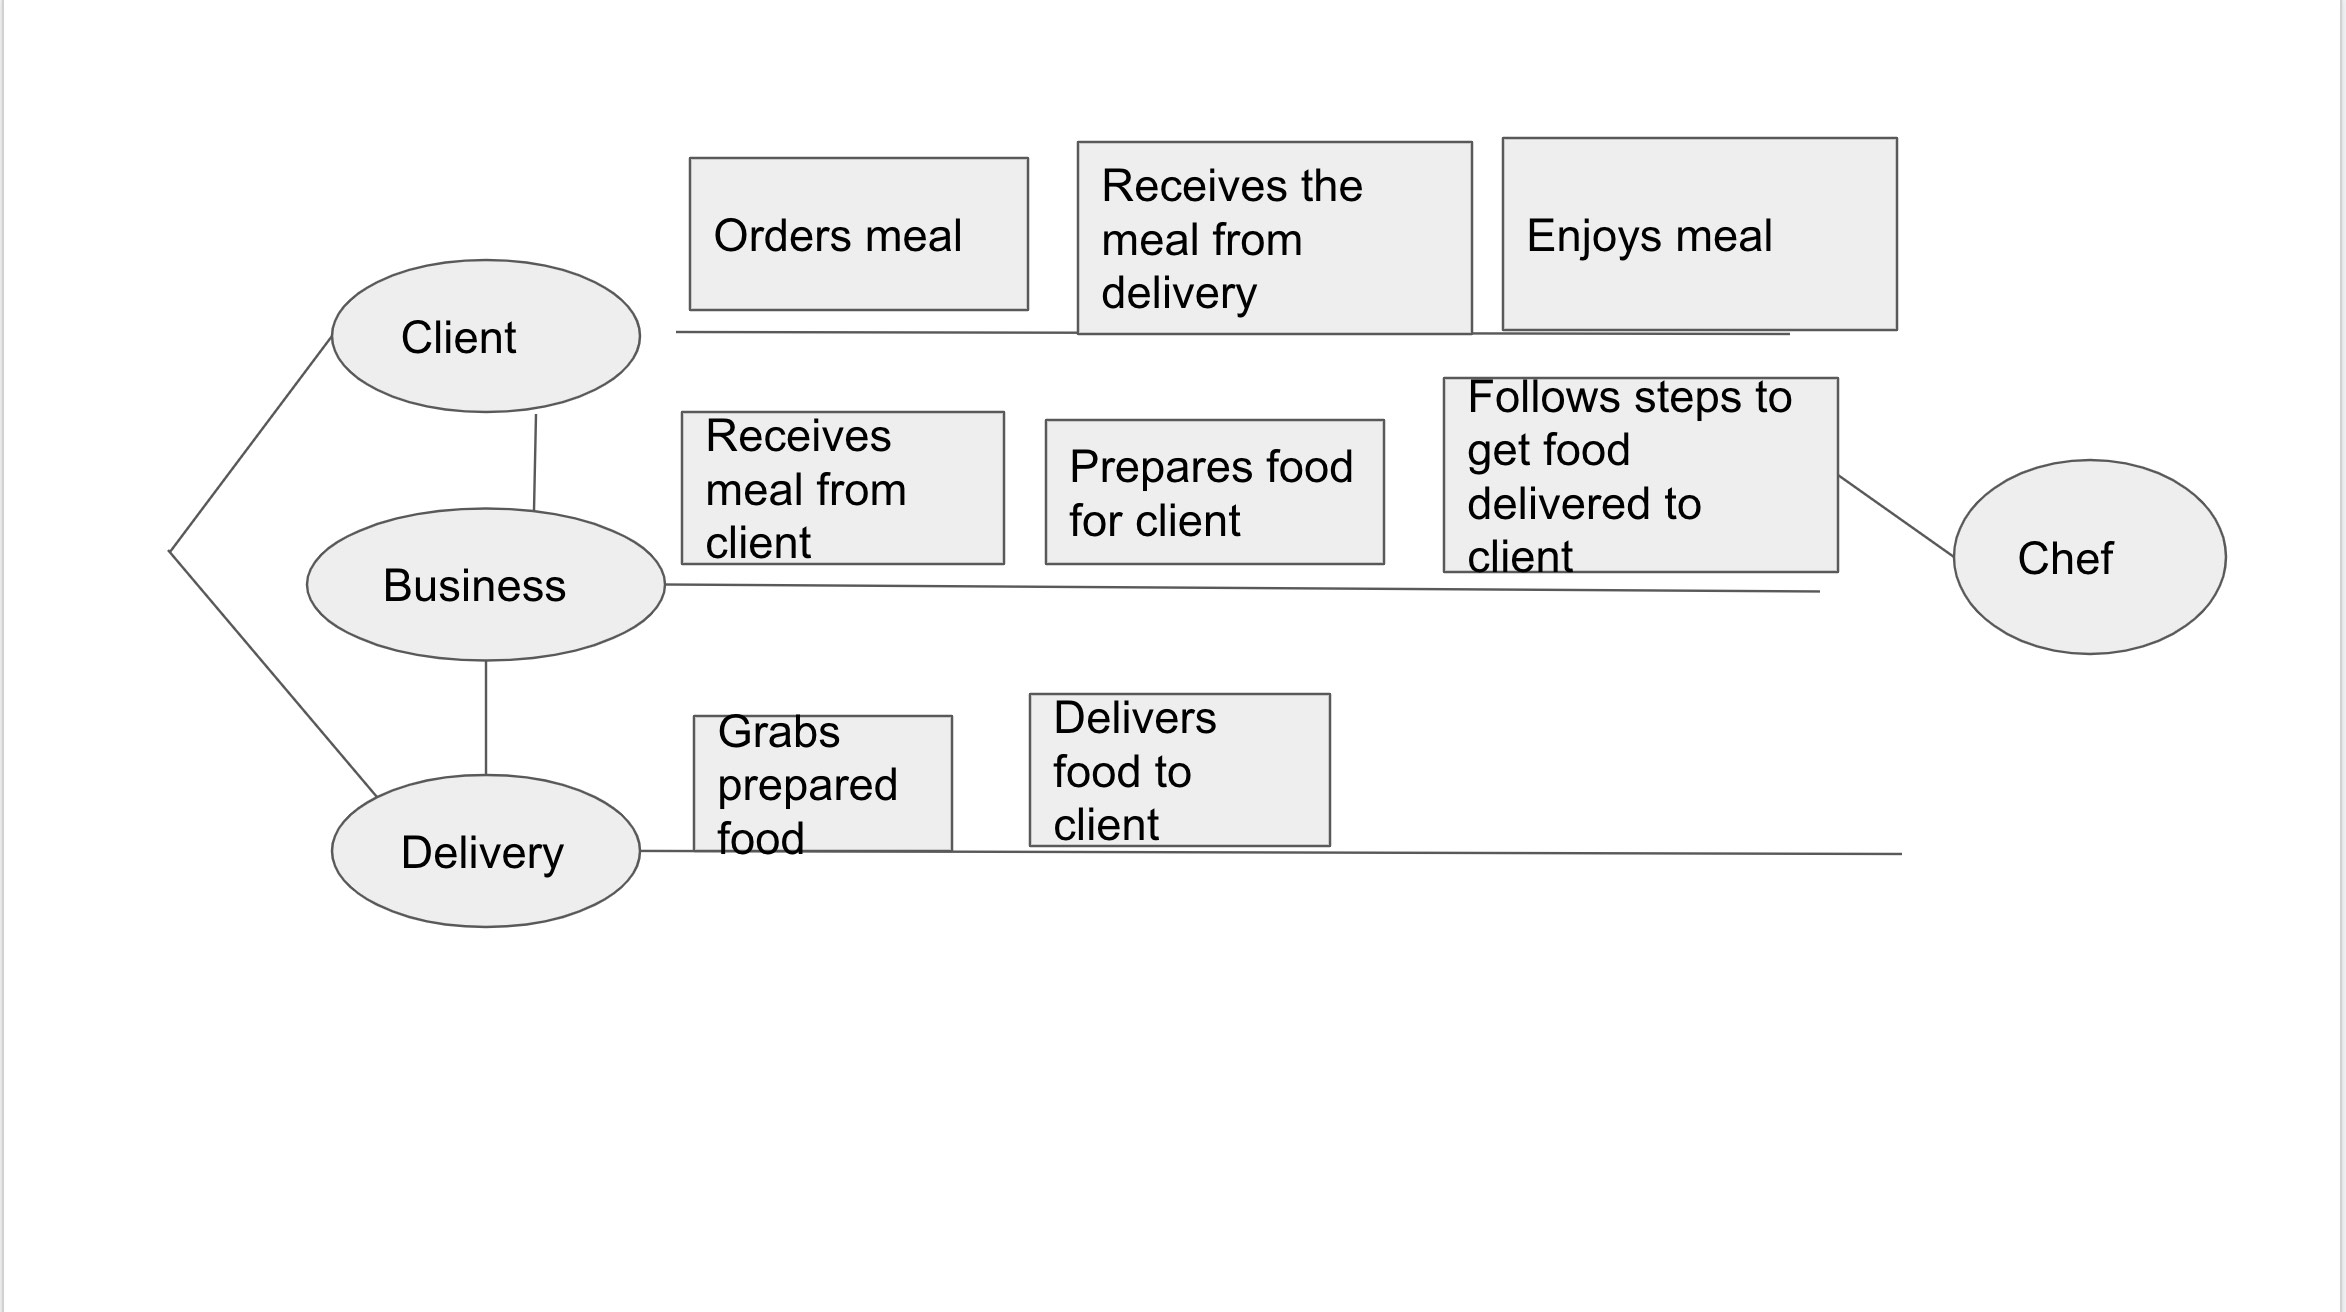 Orders meal
Receives the
meal from
delivery
Enjoys meal
Client
Receives
meal from
client
Prepares food
for client
Follows steps to
get food
delivered to
client
Chef
Business
Grabs
prepared
food
Delivers
food to
client
Delivery